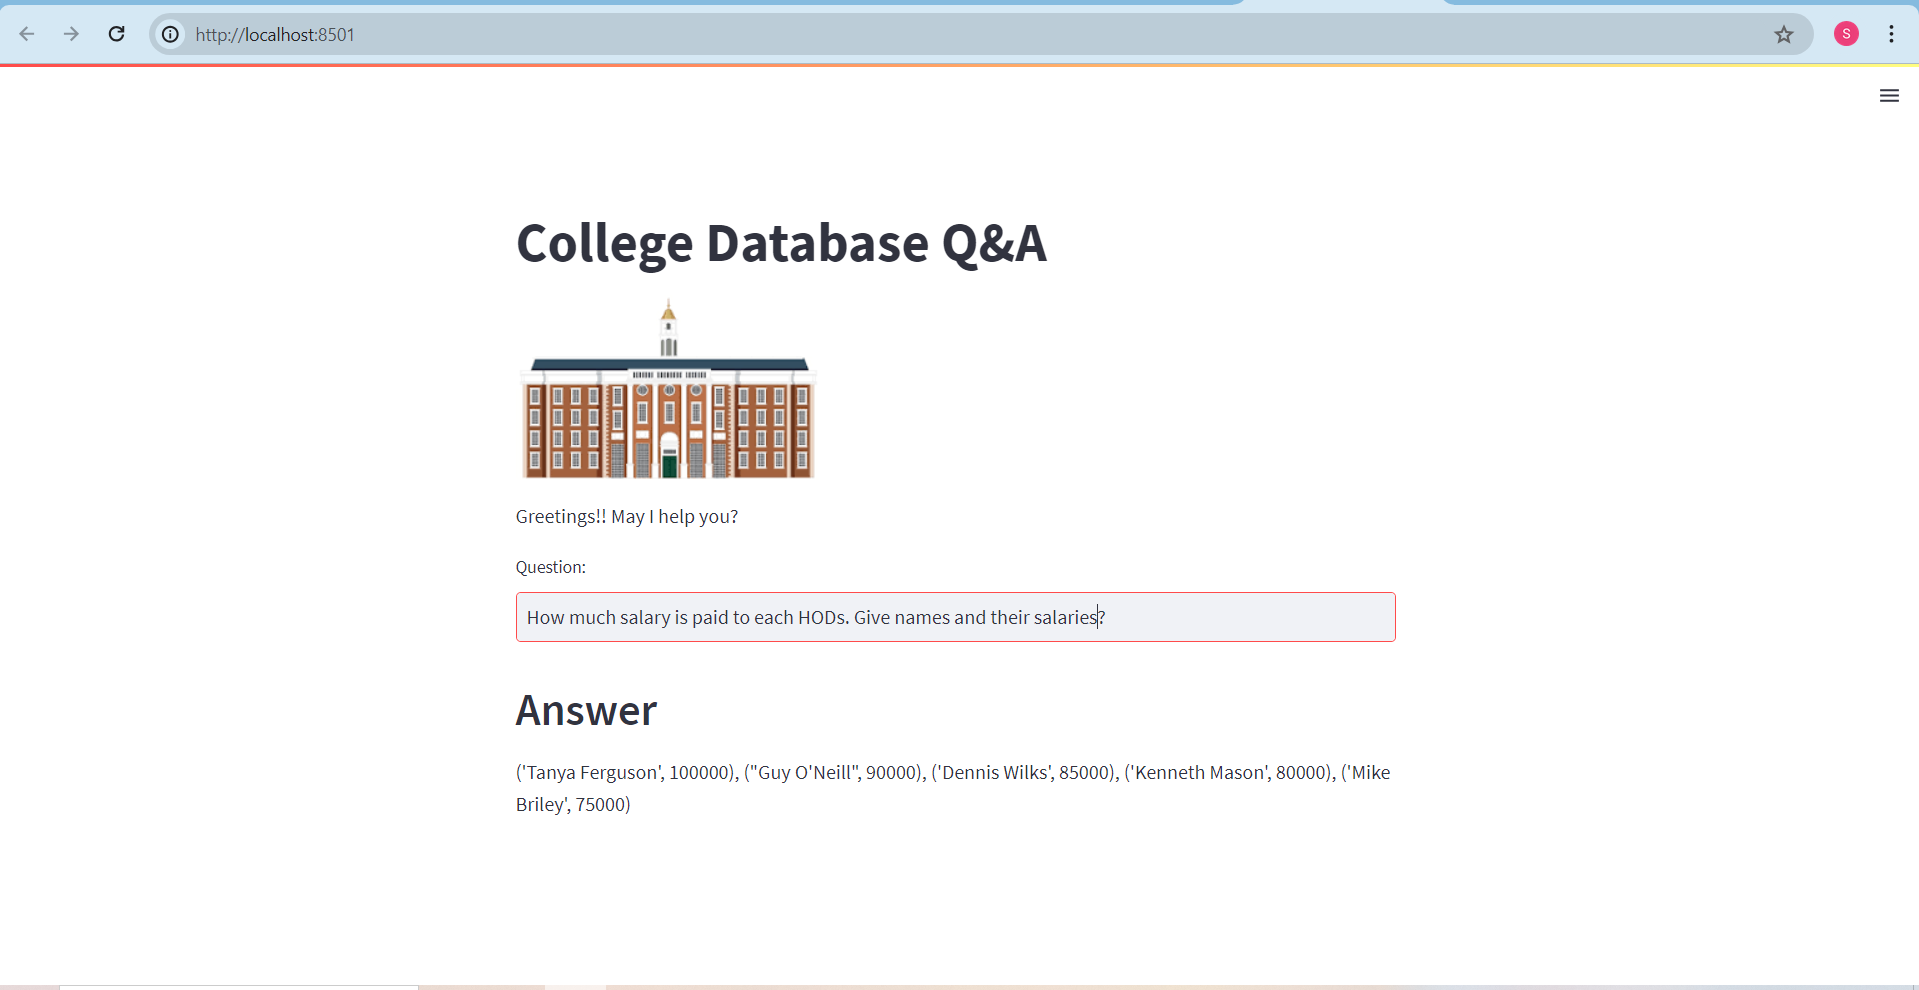 http://localhost:8501
S
College Database Q&A
Greetings!! May I help you?
Question:
How much salary is paid to each HODs. Give names and their salaries?
Answer
('Tanya Ferguson', 100000), ("Guy O'Neill", 90000), ('Dennis Wilks', 85000), ('Kenneth Mason', 80000), ('Mike
Briley', 75000)